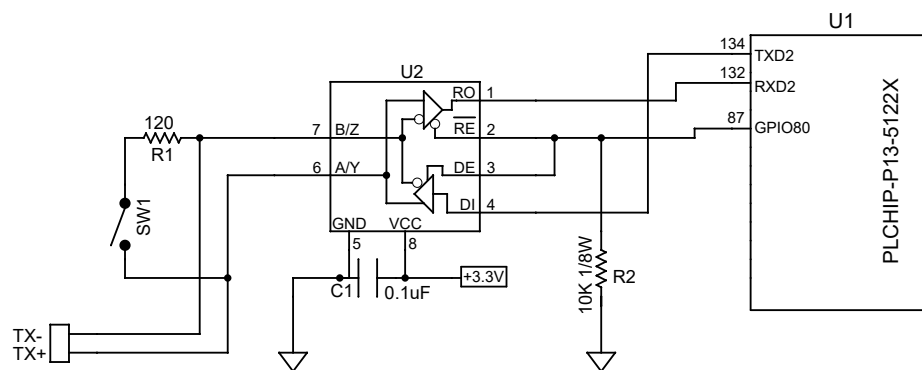 U1
134
TXD2
132
RXD2
87
GPIO80
PLCHIP-P13-5122X
U2
RO
1
RE
2
DE
3
DI
4
7
B/Z
6
A/Y
GND
VCC
5
8
120
R1
SW1
C1
0.1uF
+3.3V
10K 1/8W
R2
TX-
TX+